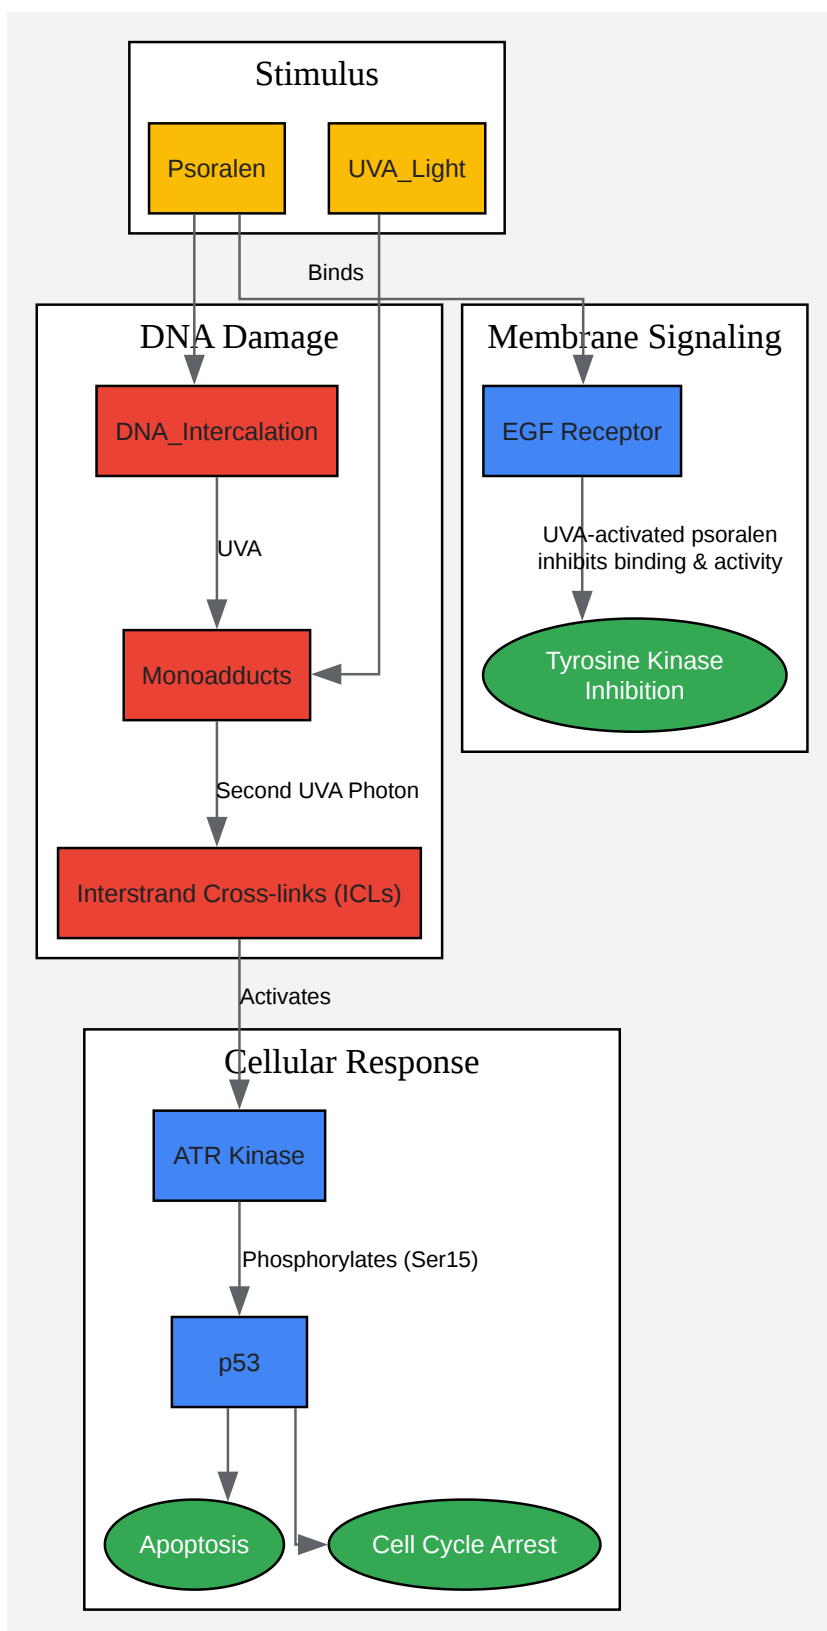 Stimulus
Psoralen
UVA_Light
Binds
DNA Damage
Membrane Signaling
DNA_Intercalation
EGF Receptor
UVA
UVA-activated psoralen
inhibits binding & activity
Monoadducts
Tyrosine Kinase
Inhibition
Second UVA Photon
Interstrand Cross-links (ICLs)
Activates
Cellular Response
ATR Kinase
Phosphorylates (Ser15)
p53
Apoptosis
Cell Cycle Arrest